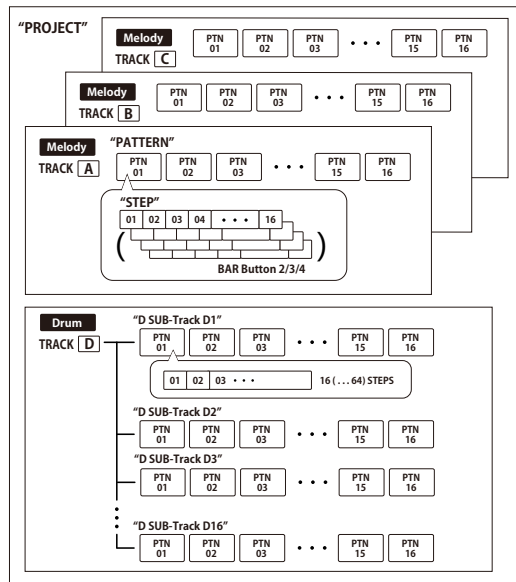 "PROJECT"
Melody
TRACK C
PTN 01 PTN 02 PTN 03 • • • PTN 15 PTN 16
Melody
TRACK B
PTN 01 PTN 02 PTN 03 • • • PTN 15 PTN 16
Melody
TRACK A
"PATTERN"
PTN 01 PTN 02 PTN 03 • • • PTN 15 PTN 16
"STEP"
01 02 03 04 • • • 16
( )
BAR Button 2/3/4
Drum
TRACK D
"D SUB-Track D1"
PTN 01 PTN 02 PTN 03 • • • PTN 15 PTN 16
01 02 03 • • • 16 ( . . . 64) STEPS
"D SUB-Track D2"
PTN 01 PTN 02 PTN 03 • • • PTN 15 PTN 16
"D SUB-Track D3"
PTN 01 PTN 02 PTN 03 • • • PTN 15 PTN 16
"D SUB-Track D16"
PTN 01 PTN 02 PTN 03 • • • PTN 15 PTN 16